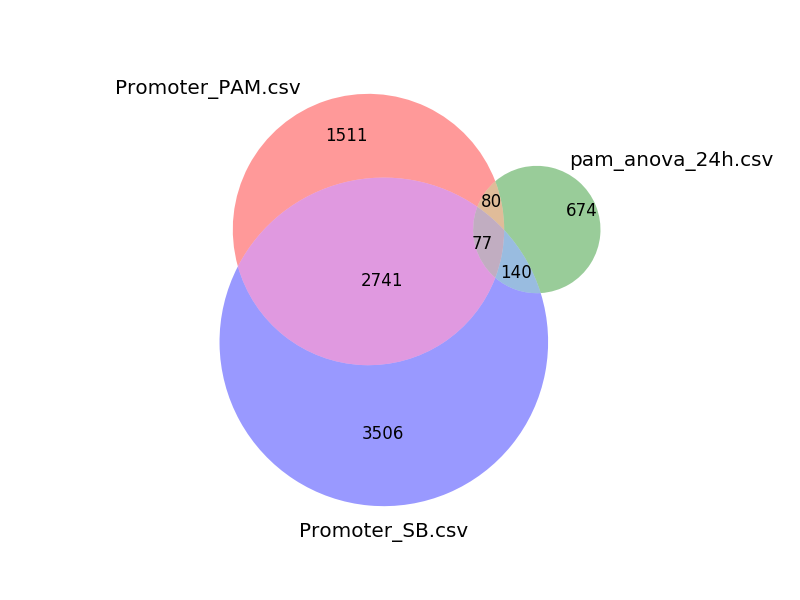 Promoter_PAM.csv
1511
pam_anova_24h.csv
80
674
77
140
2741
3506
Promoter_SB.csv